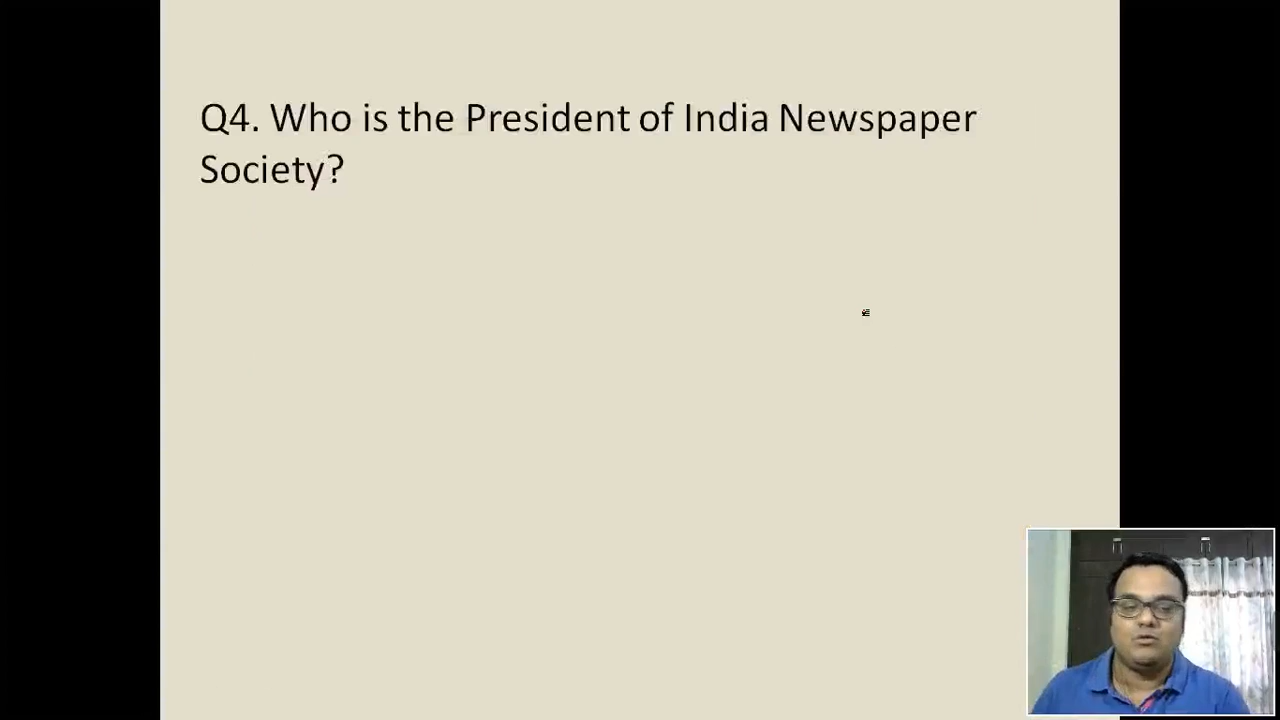 Q4. Who is the President of India Newspaper
Society?